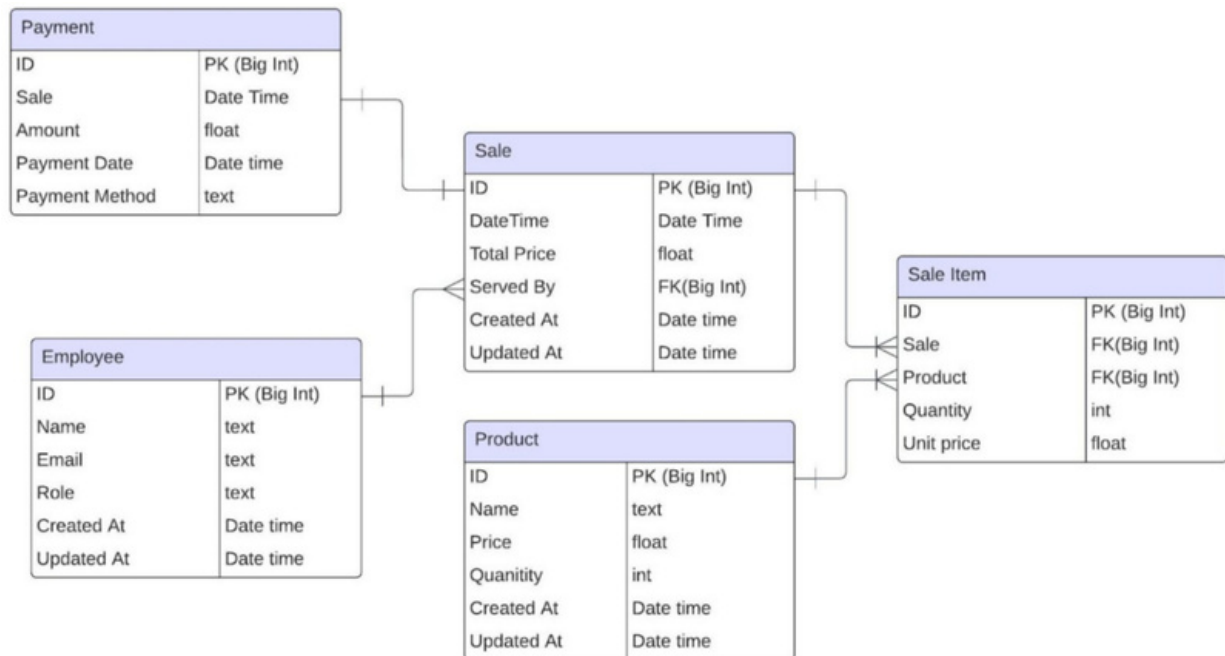 Payment
ID PK (Big Int)
Sale Date Time
Amount float
Payment Date Date time
Payment Method text
Sale
ID PK (Big Int)
DateTime Date Time
Total Price float
Served By FK(Big Int)
Created At Date time
Updated At Date time
Sale Item
ID PK (Big Int)
Sale FK(Big Int)
Product FK(Big Int)
Quantity int
Unit price float
Employee
ID PK (Big Int)
Name text
Email text
Role text
Created At Date time
Updated At Date time
Product
ID PK (Big Int)
Name text
Price float
Quanitity int
Created At Date time
Updated At Date time